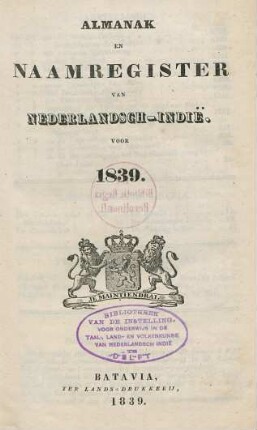 ALMANAK
EN
NAAMREGISTER
VAN
NEDERLANDSCH-INDIË.
VOOR
1839.
JE MAINTIENDRAI.
BIBLIOTHEEK
VAN DE INSTELLING,
VOOR ONDERWIJS IN DE
TAAL, LAND- EN VOLKENKUNDE
VAN NEDERLANDSCH INDIË
TE
DELFT
BATAVIA,
TER LANDS-DRUKKERIJ,
1839.